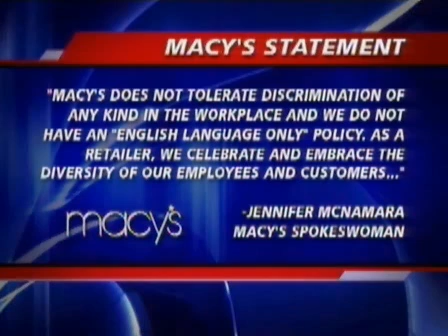 MACY'S STATEMENT
"MACY'S DOES NOT TOLERATE DISCRIMINATION OF
ANY KIND IN THE WORKPLACE AND WE DO NOT
HAVE AN "ENGLISH LANGUAGE ONLY" POLICY. AS A
RETAILER, WE CELEBRATE AND EMBRACE THE
DIVERSITY OF OUR EMPLOYEES AND CUSTOMERS..."
macy's
-JENNIFER MCNAMARA
MACY'S SPOKESWOMAN